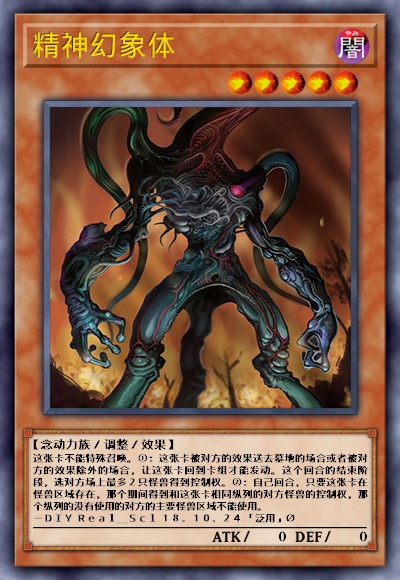 精神幻象体
やみ
闇
【念动力族／调整／效果】
这张卡不能特殊召唤。①：这张卡被对方的效果送去墓地的场合或者被对
方的效果除外的场合，让这张卡回到卡组才能发动。这个回合的结束阶
段，选对方场上最多２只怪兽得到控制权。②：自己回合，只要这张卡在
怪兽区域存在，那个期间得到和这张卡相同纵列的对方怪兽的控制权，那
个纵列的没有使用的对方的主要怪兽区域不能使用。
－ＤＩＹＲｅａｌ＿Ｓｃｌ１８．１０．２４「泛用」Ø
ATK/ 0 DEF/ 0